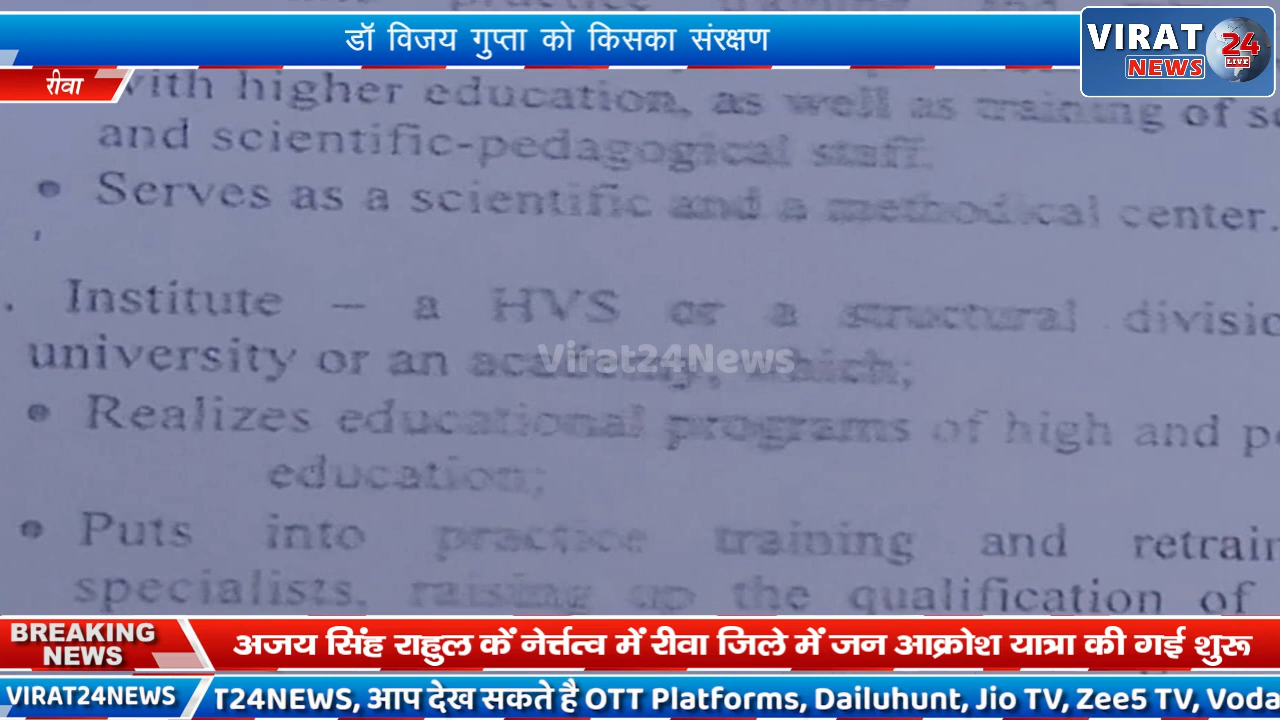 डॉ विजय गुप्ता को किसका संरक्षण
VIRAT
NEWS
24
LIVE
रीवा
with higher education, as well as training of
and scientific-pedagogical staff.
• Serves as a scientific and a methodical center.
. Institute – a HVS or a structural
university or an academy, which;
Virat24News
• Realizes educational programs of high and
education;
• Puts into practice training and
specialists, raising up the qualification of
BREAKING
NEWS
अजय सिंह राहुल कें नेर्त्तत्व में रीवा जिले में जन आक्रोश यात्रा की गई शुरू
VIRAT24NEWS
T24NEWS, आप देख सकते है OTT Platforms, Dailuhunt, Jio TV, Zee5 TV, Voda